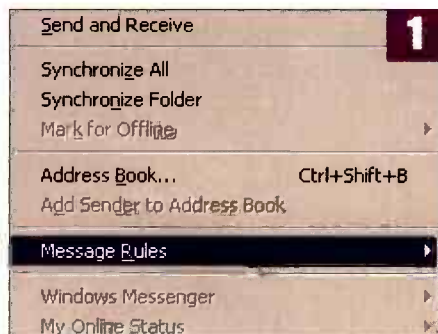 Send and Receive
1
Synchronize All
Synchronize Folder
Mark for Offline
Address Book... Ctrl+Shift+B
Add Sender to Address Book
Message Rules
Windows Messenger
My Online Status